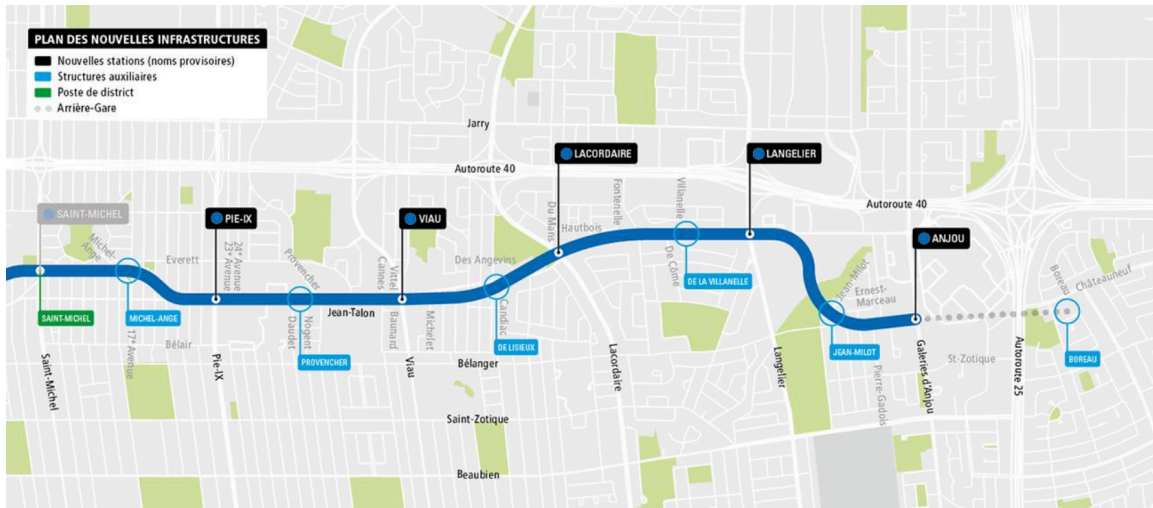 PLAN DES NOUVELLES INFRASTRUCTURES
Nouvelles stations (noms provisoires)
Structures auxiliaires
Poste de district
Arrière-Gare
Jarry
Autoroute 40
LACORDAIRE
LANGELIER
Autoroute 40
SAINT-MICHEL
PIE-IX
VIAU
ANJOU
Michel-
Ange
Everett
24e Avenue
23e Avenue
Provencher
Vittel
Cannes
Des Angevins
Du Mans
Hautbois
Fontenelle
Villanelle
De Côme
Jean-Milot
Ernest-
Marceau
Boreau
Châteauneuf
SAINT-MICHEL
MICHEL-ANGE
PROVENCHER
DE LISIEUX
DE LA VILLANELLE
JEAN-MILOT
BOREAU
Jean-Talon
17e Avenue
Bélair
Nogent
Daudet
Baunard
Michelet
Candiac
Bélanger
Saint-Michel
Pie-IX
Viau
Lacordaire
Langelier
Pierre-Gadois
Galeries d'Anjou
St-Zotique
Autoroute 25
Saint-Zotique
Beaubien